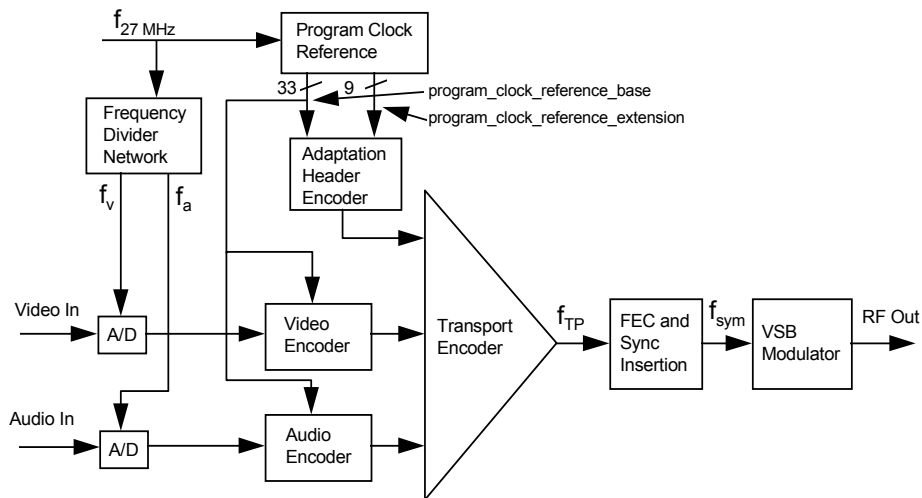 f27 MHz
Program Clock
Reference
33
9
program_clock_reference_base
program_clock_reference_extension
Frequency
Divider
Network
Adaptation
Header
Encoder
fv
fa
Video In
A/D
Video
Encoder
Transport
Encoder
fTP
FEC and
Sync
Insertion
fsym
VSB
Modulator
RF Out
Audio In
A/D
Audio
Encoder